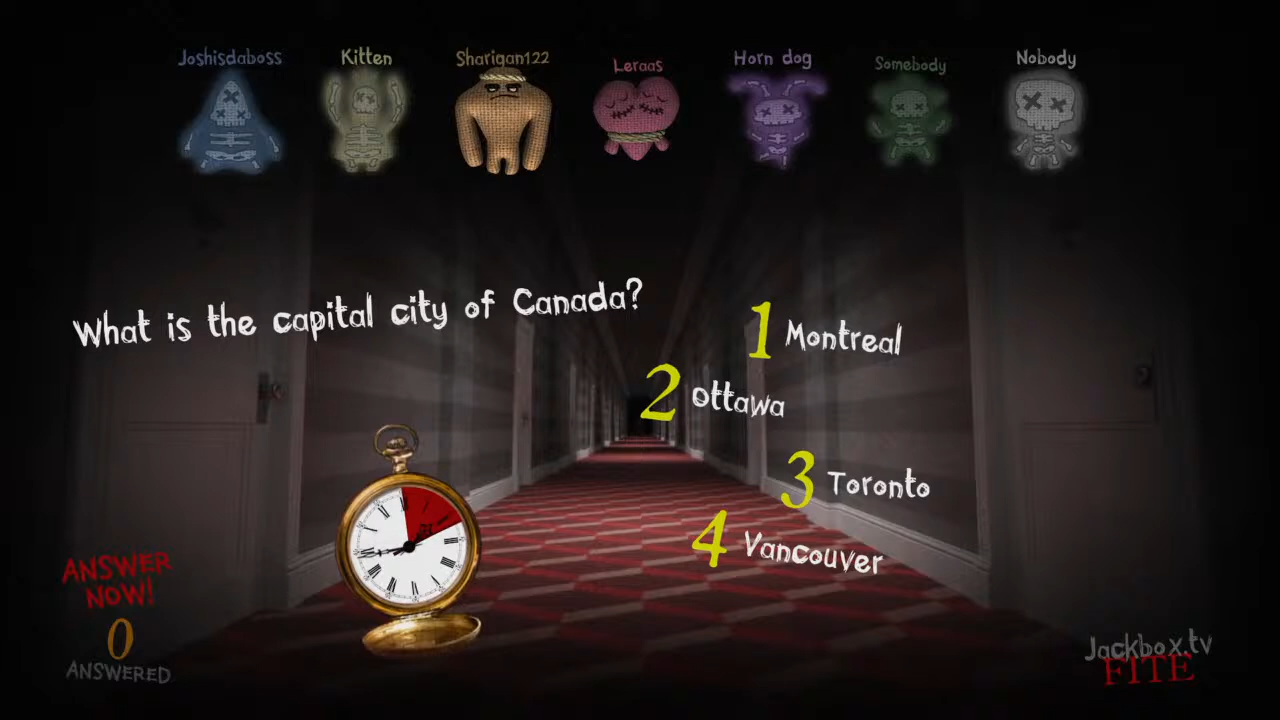 Joshisdaboss
Kitten
Sharigan122
Leraas
Horn dog
Somebody
Nobody
What is the capital city of Canada?
1 Montreal
2 Ottawa
3 Toronto
4 Vancouver
ANSWER
NOW!
0
ANSWERED
Jackbox.tv
FITE